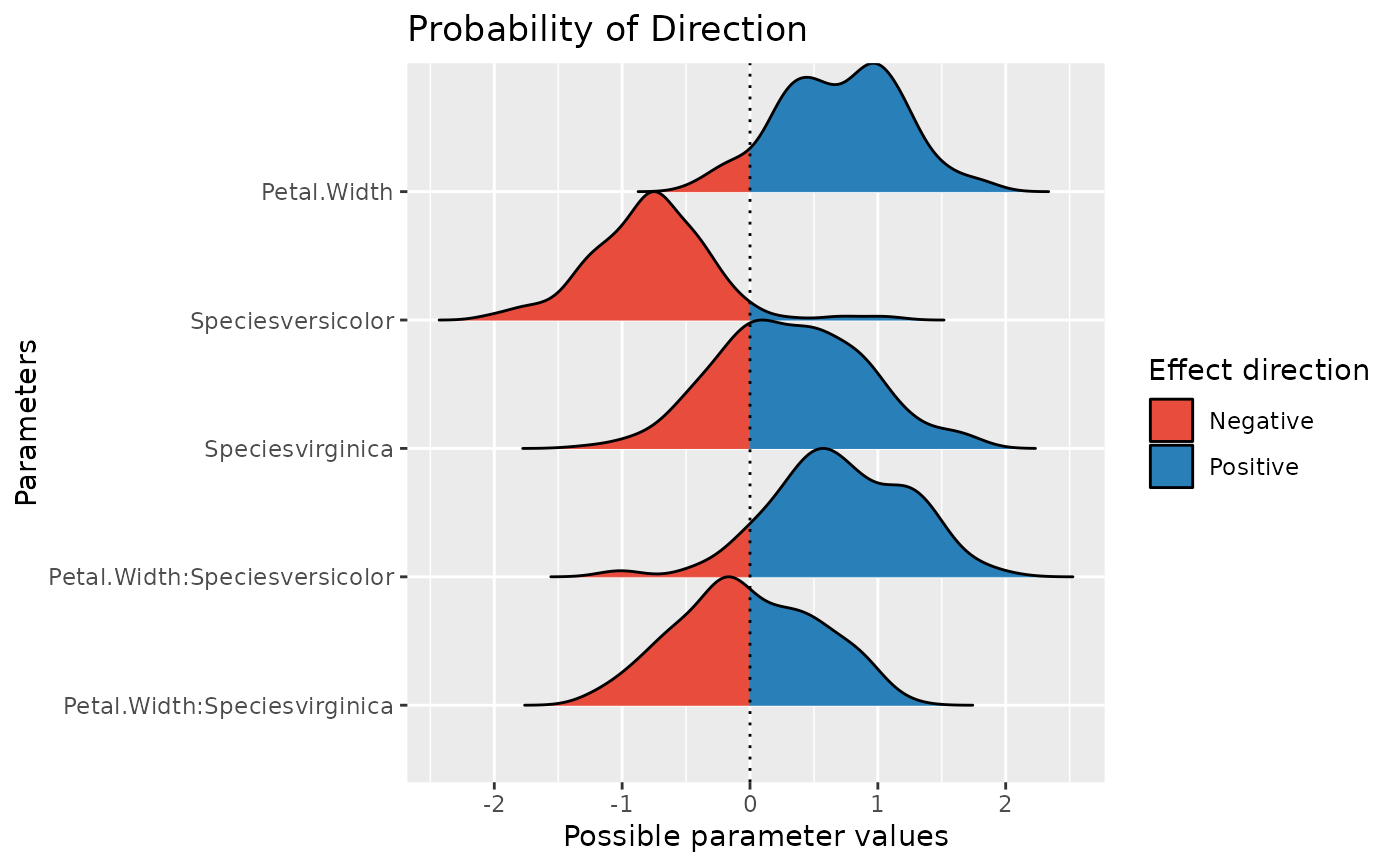 Probability of Direction
Parameters
Petal.Width
Speciesversicolor
Speciesvirginica
Petal.Width:Speciesversicolor
Petal.Width:Speciesvirginica
-2 -1 0 1 2
Possible parameter values
Effect direction
Negative
Positive